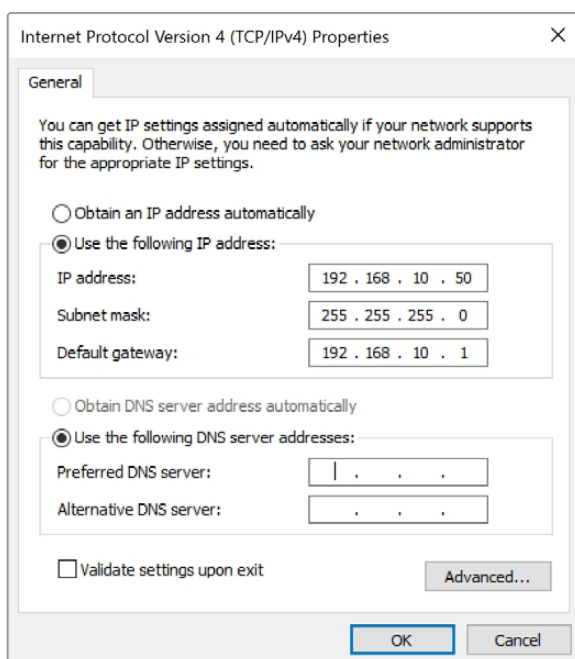 Internet Protocol Version 4 (TCP/IPv4) Properties
General
You can get IP settings assigned automatically if your network supports
this capability. Otherwise, you need to ask your network administrator
for the appropriate IP settings.
Obtain an IP address automatically
Use the following IP address:
IP address: 192 . 168 . 10 . 50
Subnet mask: 255 . 255 . 255 . 0
Default gateway: 192 . 168 . 10 . 1
Obtain DNS server address automatically
Use the following DNS server addresses:
Preferred DNS server: . . .
Alternative DNS server: . . .
Validate settings upon exit
Advanced...
OK Cancel